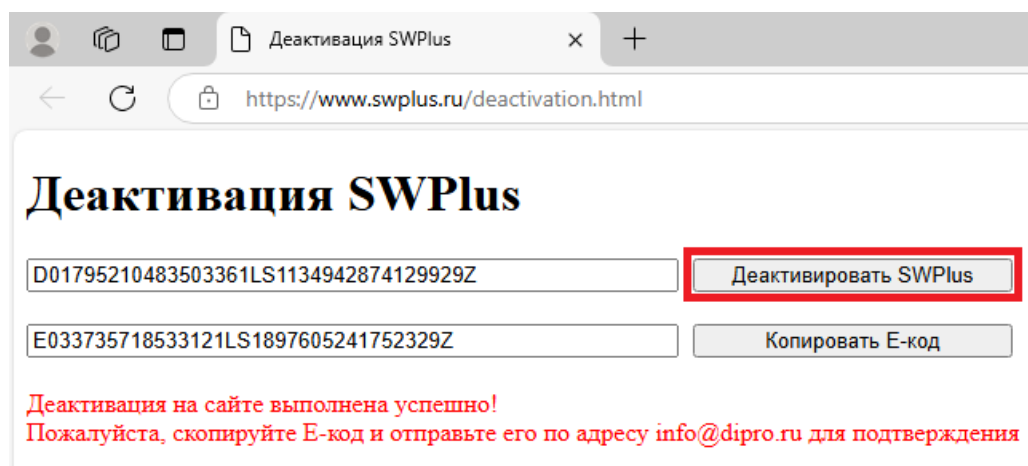 Деактивация SWPlus
https://www.swplus.ru/deactivation.html
Деактивация SWPlus
D01795210483503361LS1134942874129929Z Деактивировать SWPlus
E033735718533121LS1897605241752329Z Копировать E-код
Деактивация на сайте выполнена успешно!
Пожалуйста, скопируйте E-код и отправьте его по адресу info@dipro.ru для подтверждения